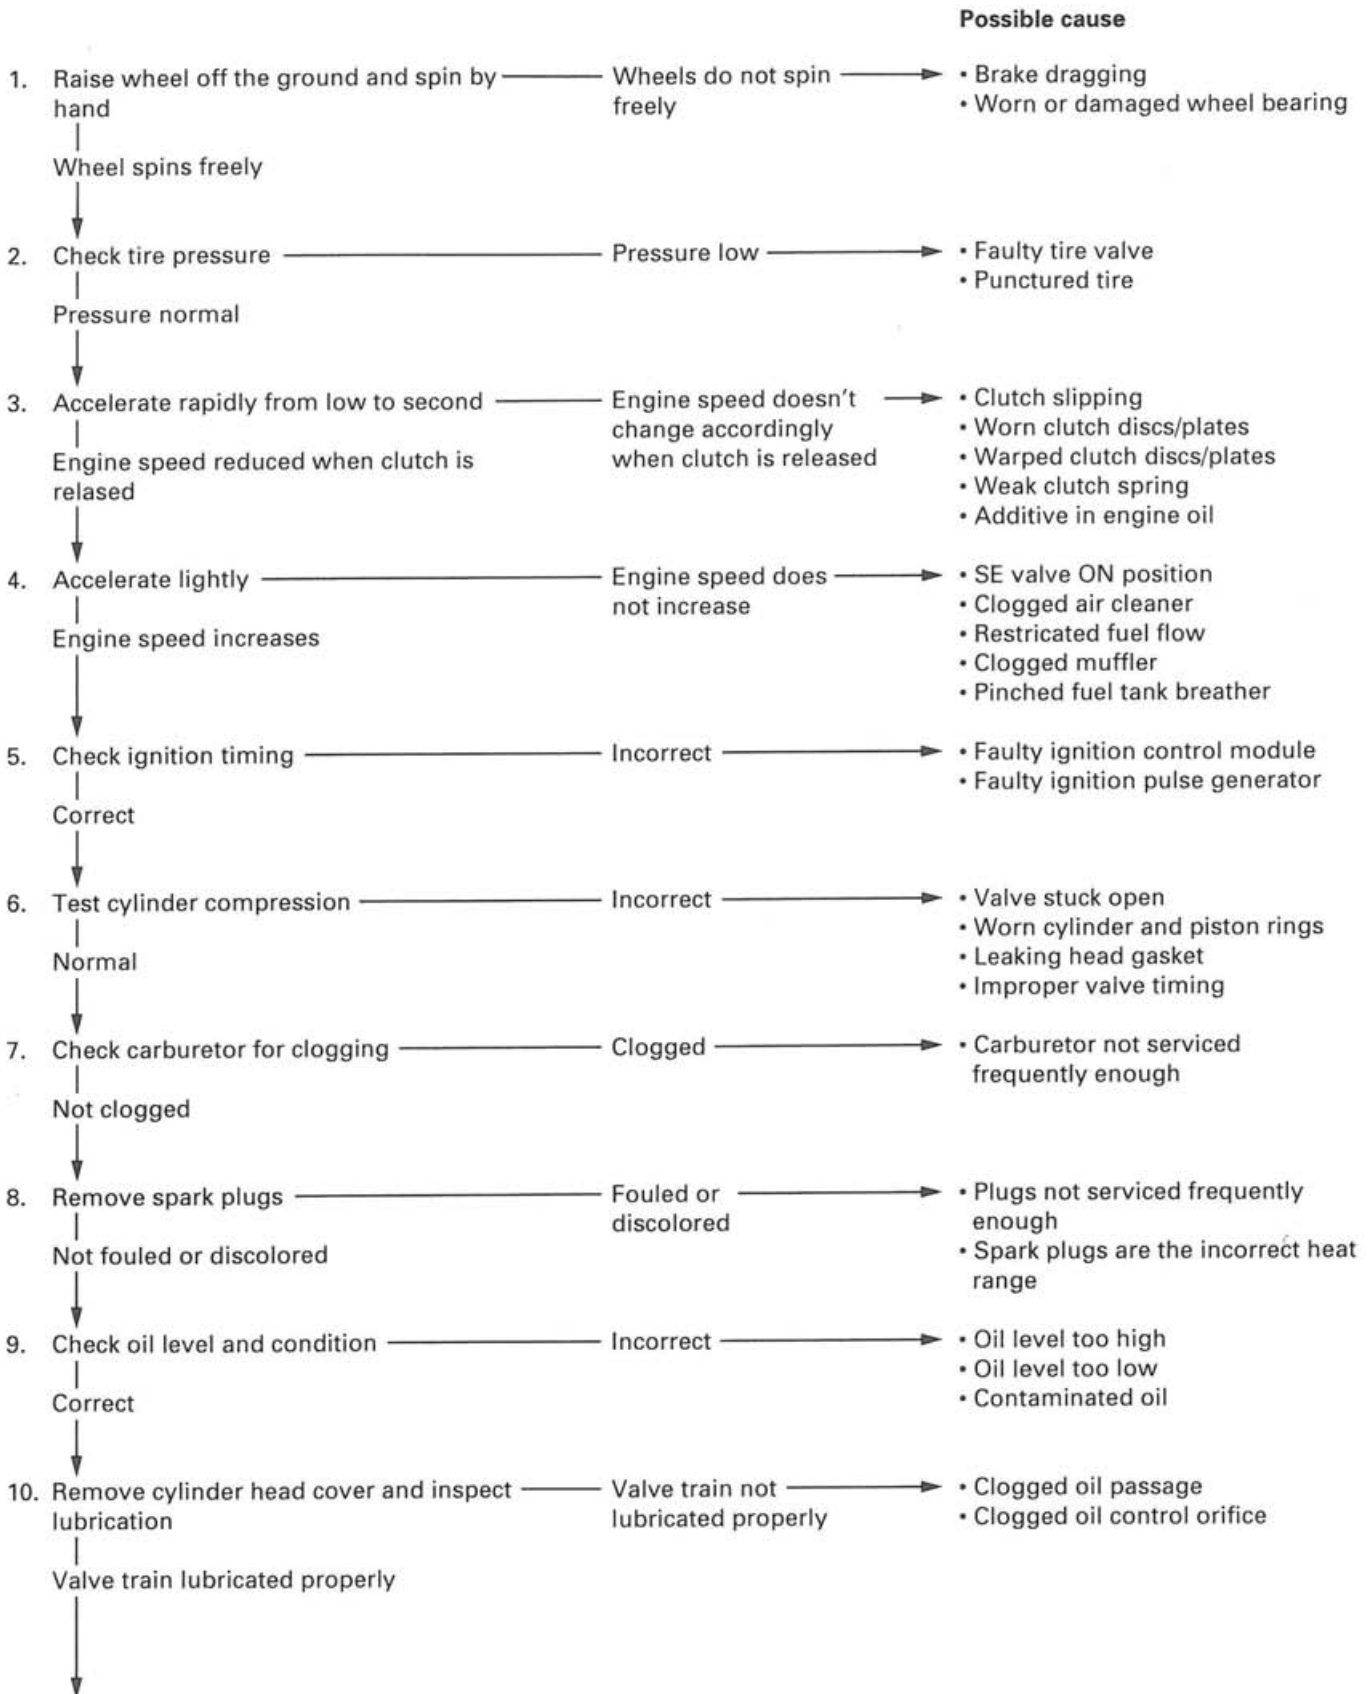 Possible cause
1. Raise wheel off the ground and spin by
hand
Wheels do not spin
freely
• Brake dragging
• Worn or damaged wheel bearing
Wheel spins freely
2. Check tire pressure
Pressure low
• Faulty tire valve
• Punctured tire
Pressure normal
3. Accelerate rapidly from low to second
Engine speed doesn't
change accordingly
when clutch is released
• Clutch slipping
• Worn clutch discs/plates
• Warped clutch discs/plates
• Weak clutch spring
• Additive in engine oil
Engine speed reduced when clutch is
relased
4. Accelerate lightly
Engine speed does
not increase
• SE valve ON position
• Clogged air cleaner
• Restricated fuel flow
• Clogged muffler
• Pinched fuel tank breather
Engine speed increases
5. Check ignition timing
Incorrect
• Faulty ignition control module
• Faulty ignition pulse generator
Correct
6. Test cylinder compression
Incorrect
• Valve stuck open
• Worn cylinder and piston rings
• Leaking head gasket
• Improper valve timing
Normal
7. Check carburetor for clogging
Clogged
• Carburetor not serviced
frequently enough
Not clogged
8. Remove spark plugs
Fouled or
discolored
• Plugs not serviced frequently
enough
• Spark plugs are the incorrect heat
range
Not fouled or discolored
9. Check oil level and condition
Incorrect
• Oil level too high
• Oil level too low
• Contaminated oil
Correct
10. Remove cylinder head cover and inspect
lubrication
Valve train not
lubricated properly
• Clogged oil passage
• Clogged oil control orifice
Valve train lubricated properly